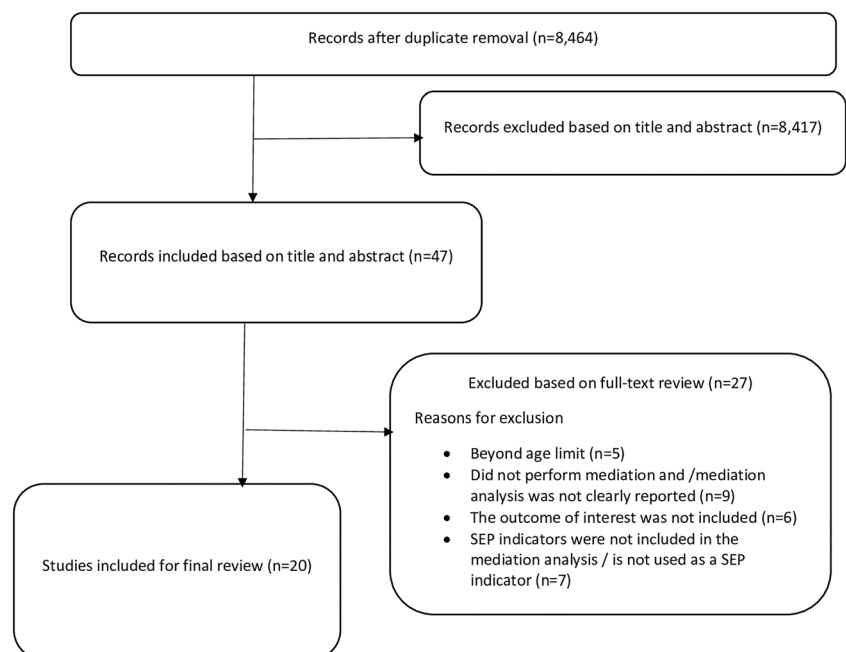 Records after duplicate removal (n=8,464)
Records excluded based on title and abstract (n=8,417)
Records included based on title and abstract (n=47)
Excluded based on full-text review (n=27)
Reasons for exclusion
• Beyond age limit (n=5)
• Did not perform mediation and /mediation
analysis was not clearly reported (n=9)
• The outcome of interest was not included (n=6)
• SEP indicators were not included in the
mediation analysis / is not used as a SEP
indicator (n=7)
Studies included for final review (n=20)